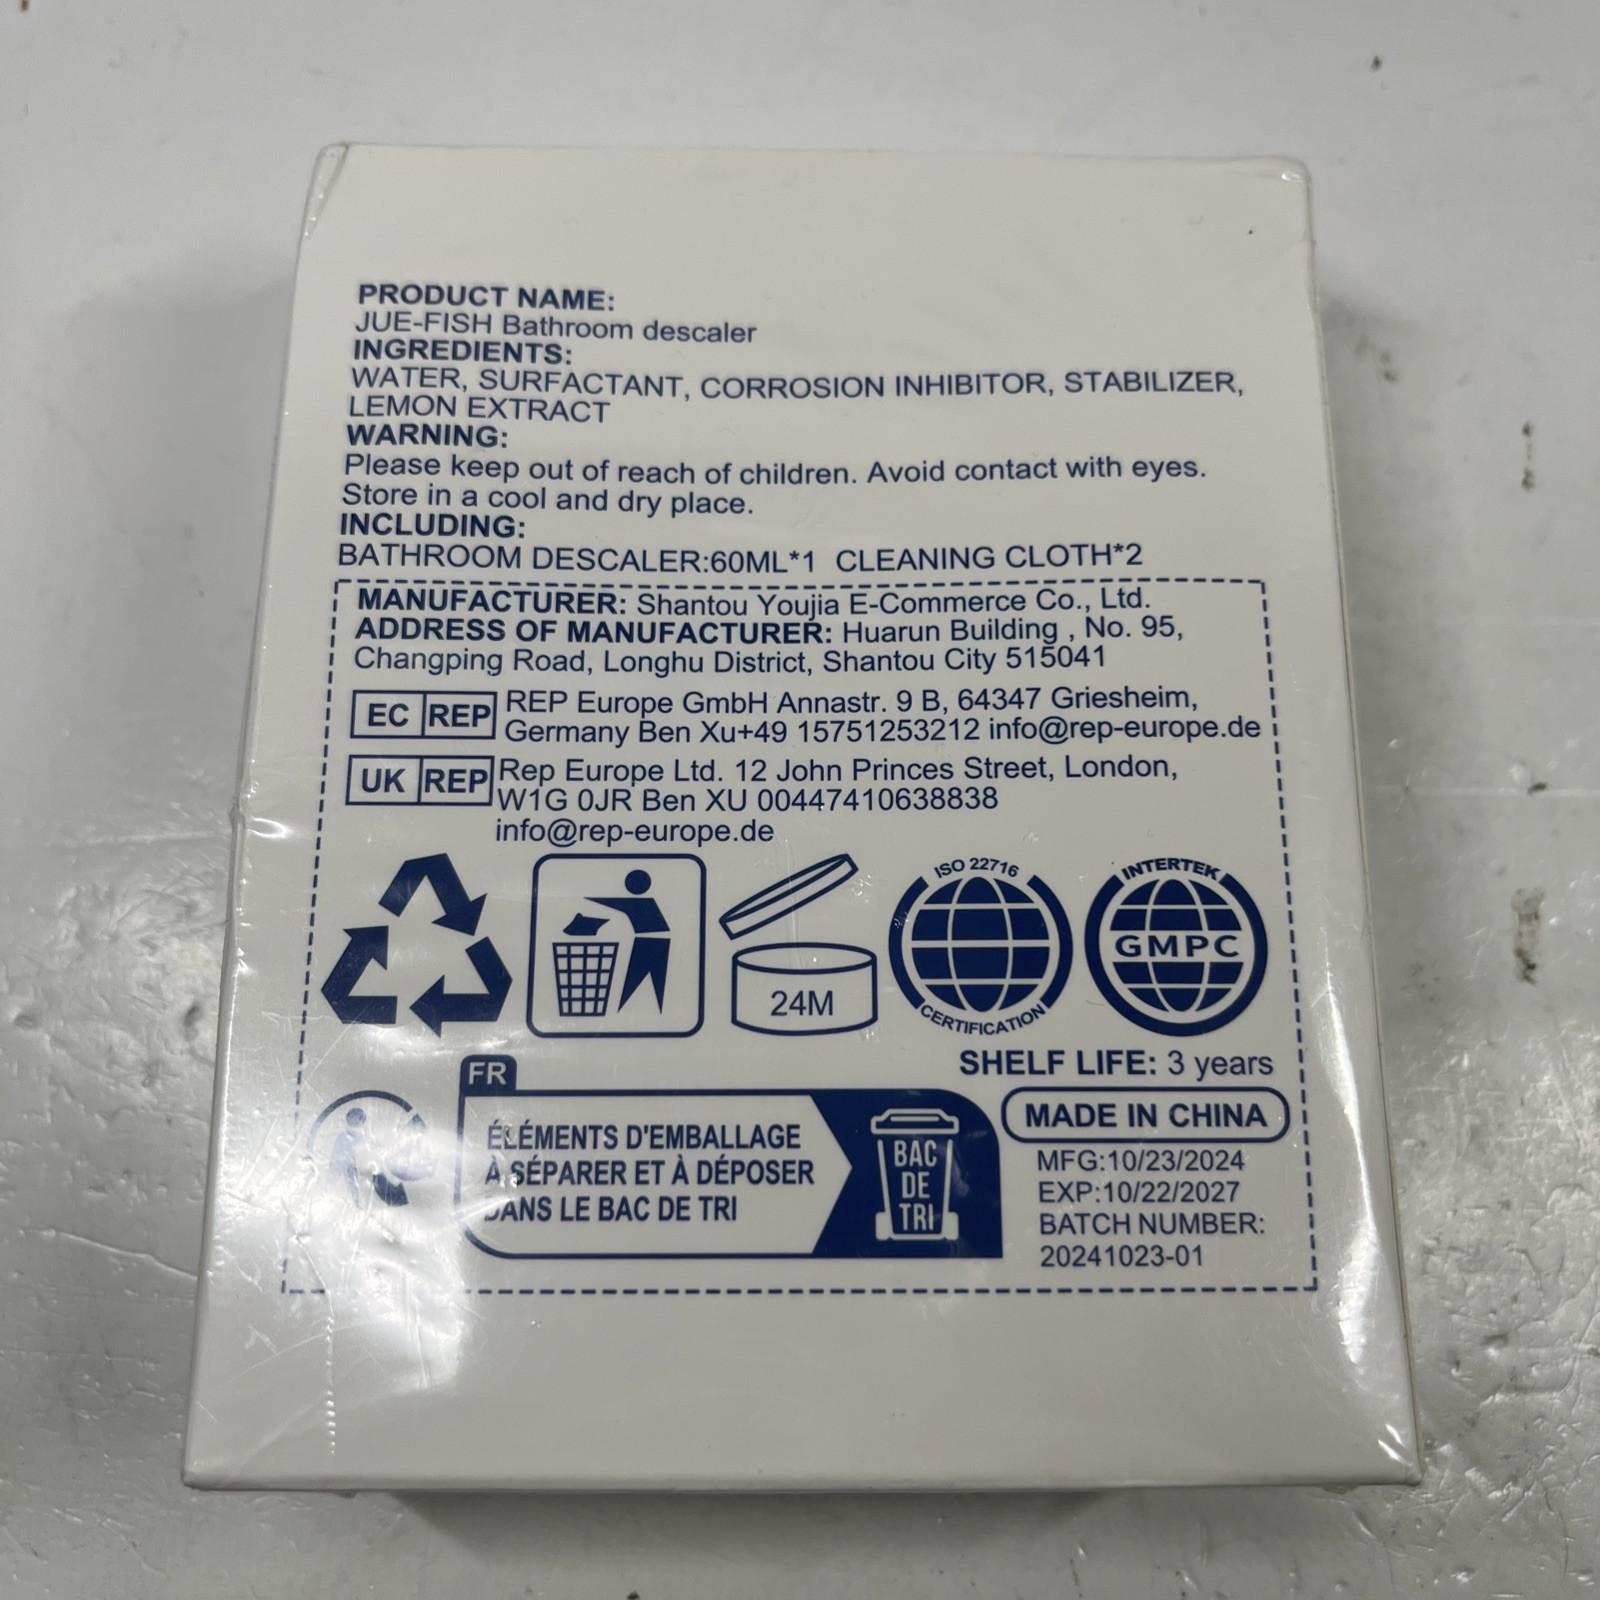 PRODUCT NAME:
JUE-FISH Bathroom descaler
INGREDIENTS:
WATER, SURFACTANT, CORROSION INHIBITOR, STABILIZER,
LEMON EXTRACT
WARNING:
Please keep out of reach of children. Avoid contact with eyes.
Store in a cool and dry place.
INCLUDING:
BATHROOM DESCALER:60ML*1 CLEANING CLOTH*2
MANUFACTURER: Shantou Youjia E-Commerce Co., Ltd.
ADDRESS OF MANUFACTURER: Huarun Building , No. 95,
Changping Road, Longhu District, Shantou City 515041
EC REP REP Europe GmbH Annastr. 9 B, 64347 Griesheim,
Germany Ben Xu+49 15751253212 info@rep-europe.de
UK REP Rep Europe Ltd. 12 John Princes Street, London,
W1G 0JR Ben XU 00447410638838
info@rep-europe.de
24M
ISO 22716
CERTIFICATION
INTERTEK
GMPC
SHELF LIFE: 3 years
FR
ÉLÉMENTS D'EMBALLAGE
À SÉPARER ET À DÉPOSER
DANS LE BAC DE TRI
BAC
DE
TRI
MADE IN CHINA
MFG:10/23/2024
EXP:10/22/2027
BATCH NUMBER:
20241023-01